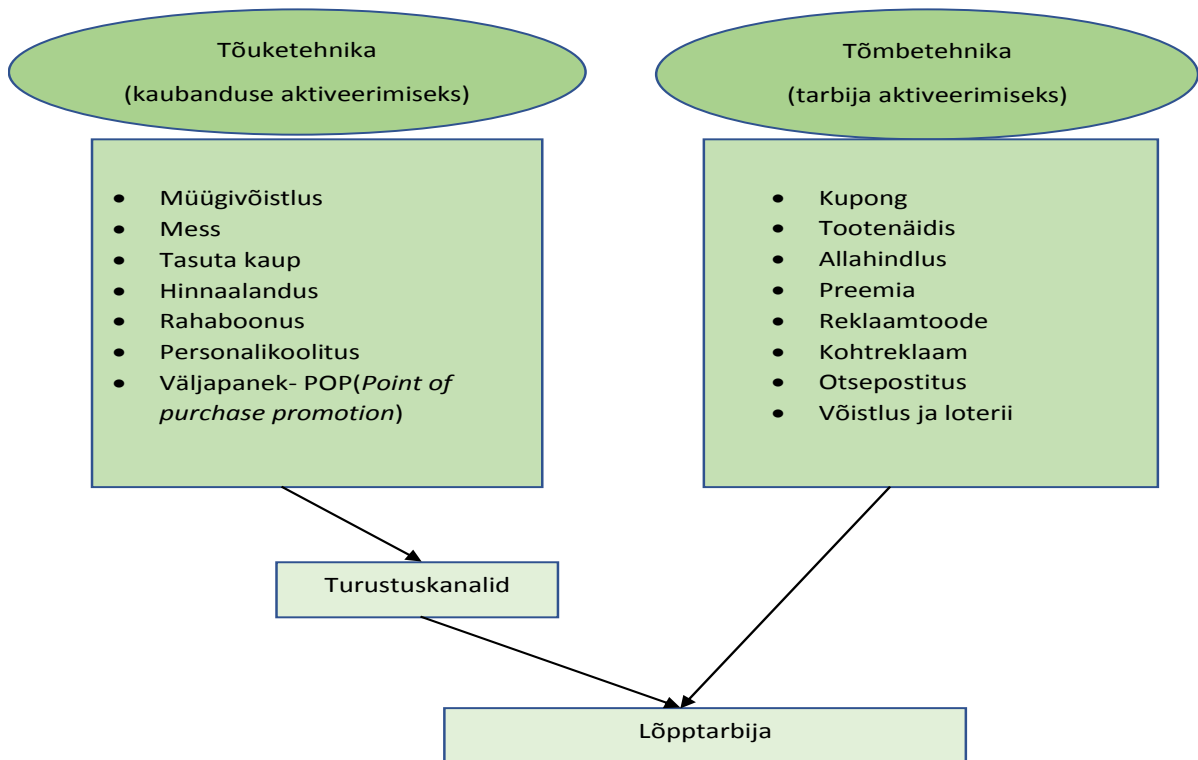 Tõuketehnika
(kaubanduse aktiveerimiseks)
• Müügivõistlus
• Mess
• Tasuta kaup
• Hinnaalandus
• Rahaboonus
• Personalikoolitus
• Väljapanek- POP(Point of
purchase promotion)
Tõmbetehnika
(tarbija aktiveerimiseks)
• Kupong
• Tootenäidis
• Allahindlus
• Preemia
• Reklaamtoode
• Kohtreklaam
• Otsepostitus
• Võistlus ja loterii
Turustuskanalid
Lõpptarbija